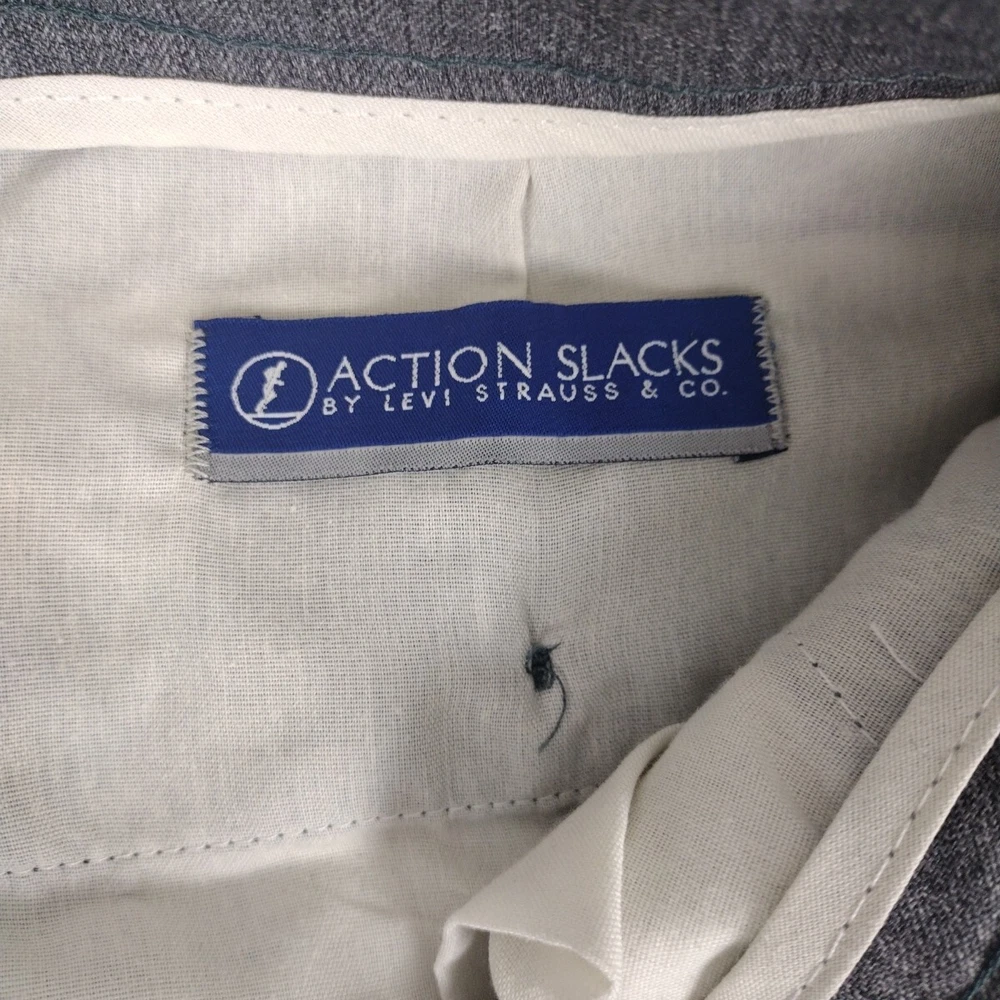 ACTION SLACKS
BY LEVI STRAUSS & CO.